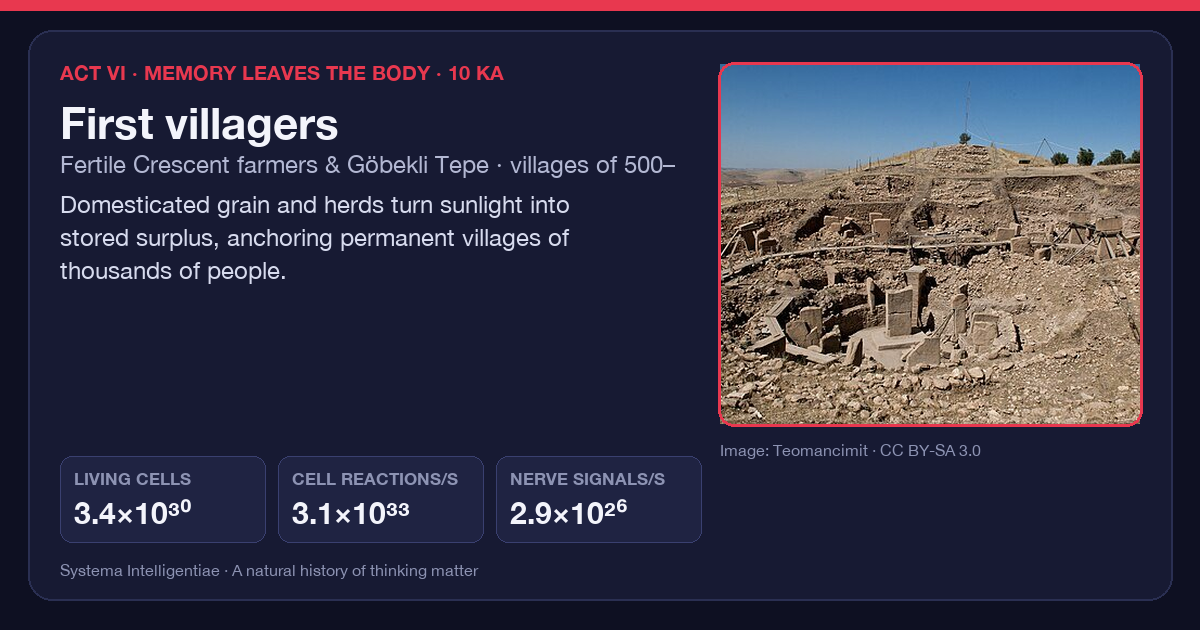 ACT VI · MEMORY LEAVES THE BODY · 10 KA
First villagers
Fertile Crescent farmers & Göbekli Tepe · villages of 500–
Domesticated grain and herds turn sunlight into
stored surplus, anchoring permanent villages of
thousands of people.
Image: Teomancimit · CC BY-SA 3.0
LIVING CELLS
3.4×10³⁰
CELL REACTIONS/S
3.1×10³³
NERVE SIGNALS/S
2.9×10²⁶
Systema Intelligentiae · A natural history of thinking matter